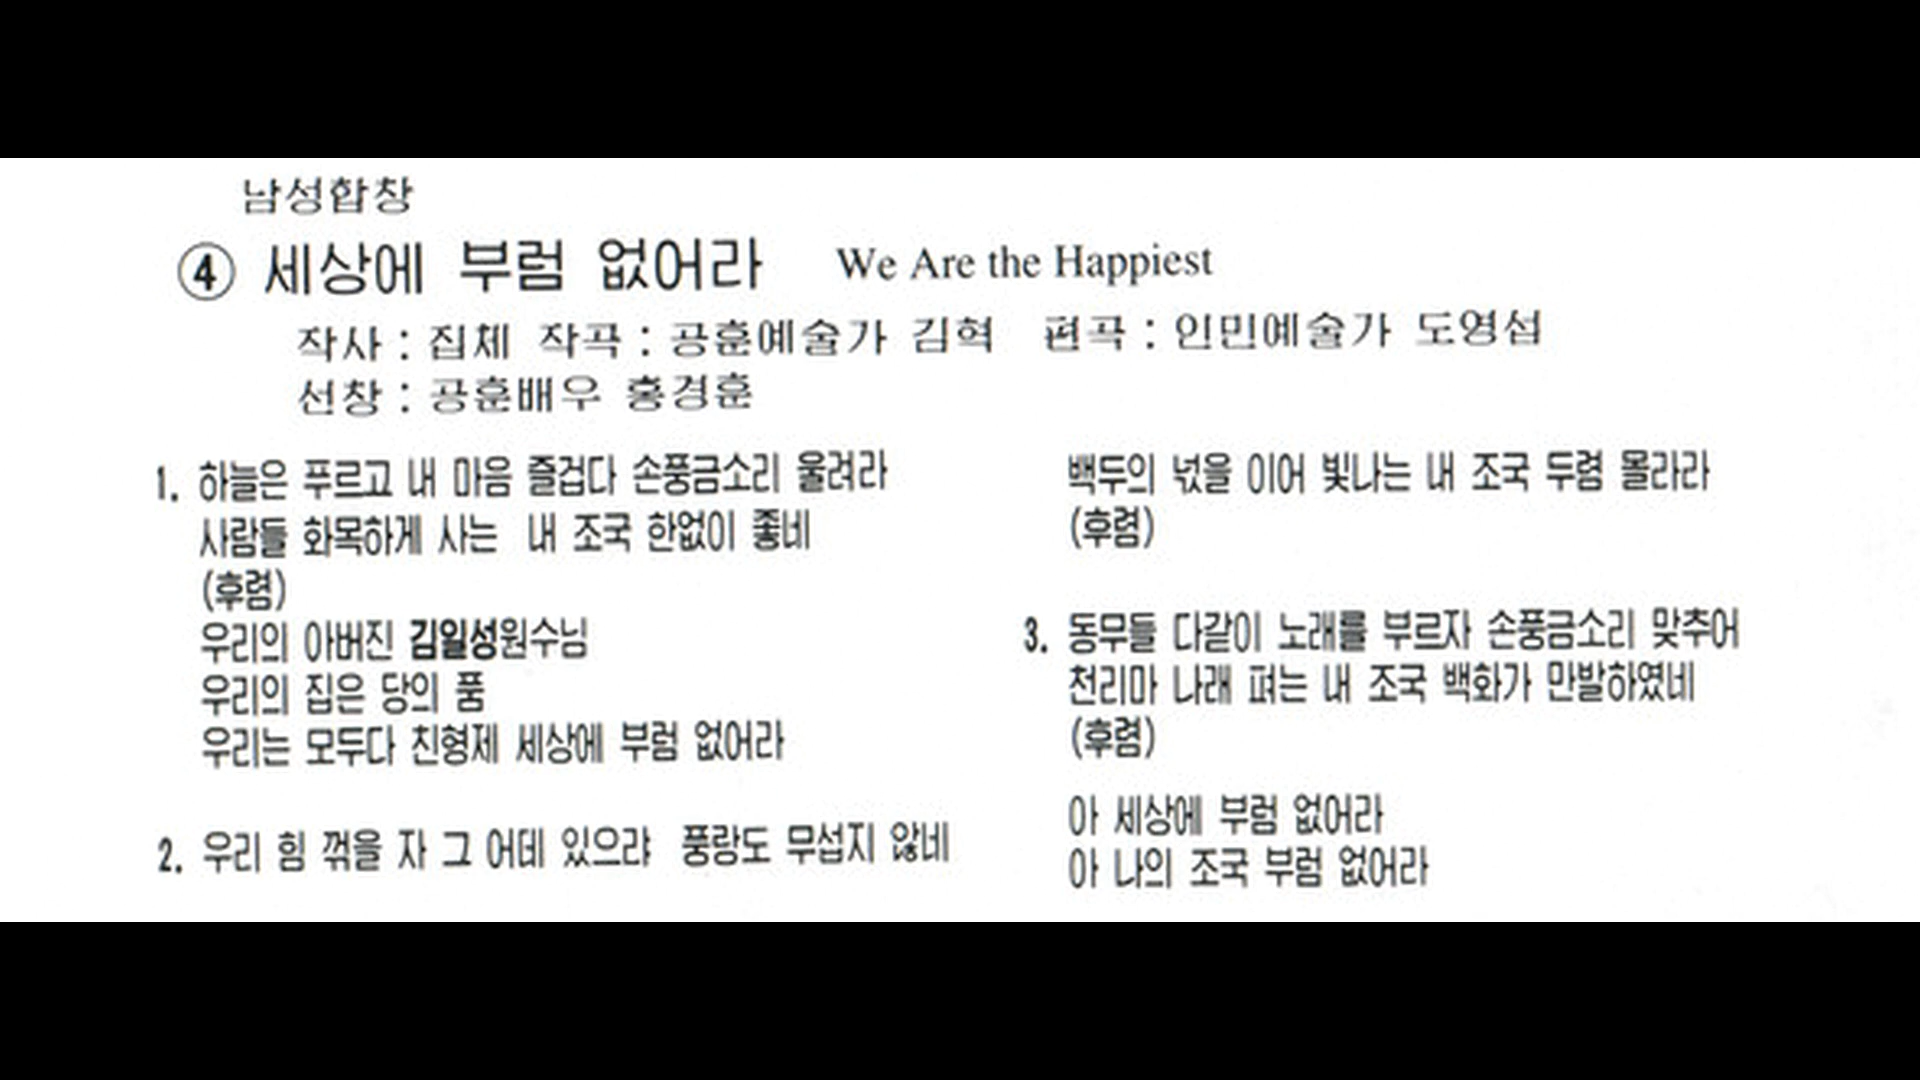 남성합창
④ 세상에 부럼 없어라 We Are the Happiest
작사 : 집체 작곡 : 공훈예술가 김혁 편곡 : 인민예술가 도영섭
선창 : 공훈배우 홍경훈
1. 하늘은 푸르고 내 마음 즐겁다 손풍금소리 울려라
사람들 화목하게 사는 내 조국 한없이 좋네
(후렴)
우리의 아버진 김일성원수님
우리의 집은 당의 품
우리는 모두다 친형제 세상에 부럼 없어라
2. 우리 힘 꺾을 자 그 어데 있으랴 풍랑도 무섭지 않네
백두의 넋을 이어 빛나는 내 조국 두렴 몰라라
(후렴)
3. 동무들 다같이 노래를 부르자 손풍금소리 맞추어
천리마 나래 펴는 내 조국 백화가 만발하였네
(후렴)
아 세상에 부럼 없어라
아 나의 조국 부럼 없어라